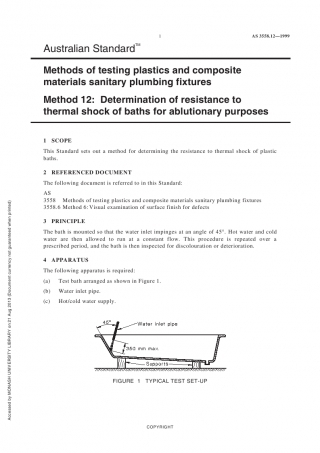 1
AS 3558.12—1999
Australian Standard™
Methods of testing plastics and composite
materials sanitary plumbing fixtures
Method 12: Determination of resistance to
thermal shock of baths for ablutionary purposes
1 SCOPE
This Standard sets out a method for determining the resistance to thermal shock of plastic
baths.
2 REFERENCED DOCUMENT
The following document is referred to in this Standard:
AS
3558 Methods of testing plastics and composite materials sanitary plumbing fixtures
3558.6 Method 6: Visual examination of surface finish for defects
3 PRINCIPLE
The bath is mounted so that the water inlet impinges at an angle of 45°. Hot water and cold
water are then allowed to run at a constant flow. This procedure is repeated over a
prescribed period, and the bath is then inspected for discolouration or deterioration.
4 APPARATUS
The following apparatus is required:
(a) Test bath arranged as shown in Figure 1.
(b) Water inlet pipe.
(c) Hot/cold water supply.
45°
Water inlet pipe
350 mm max.
Supports
FIGURE 1 TYPICAL TEST SET-UP
COPYRIGHT
Accessed by MONASH UNIVERSITY LIBRARY on 21 Aug 2010 (Document currency not guaranteed when printed)